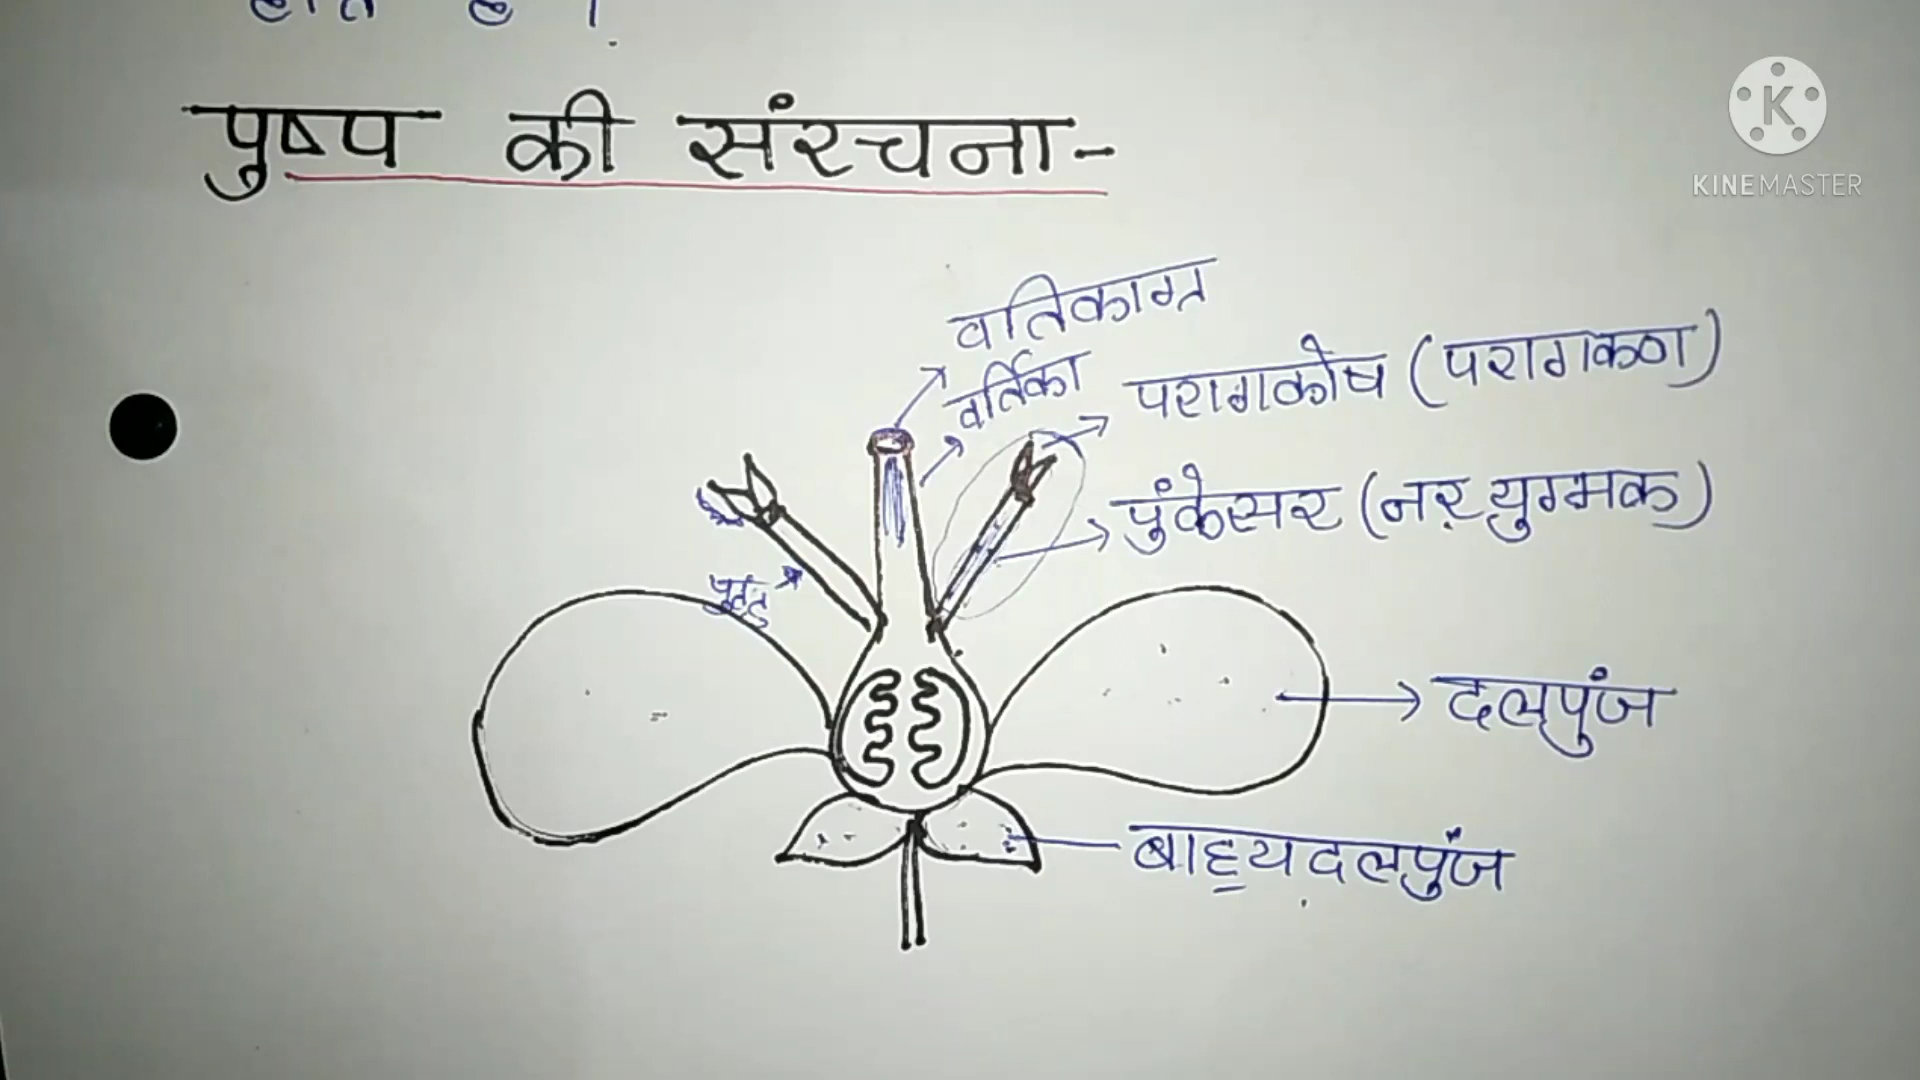 पुष्प की संरचना-
KINEMASTER
वर्तिकाग्र
वर्तिका
परागकोष (परागकण)
पुंकेसर (नर युग्मक)
दलपुंज
बाह्यदलपुंज